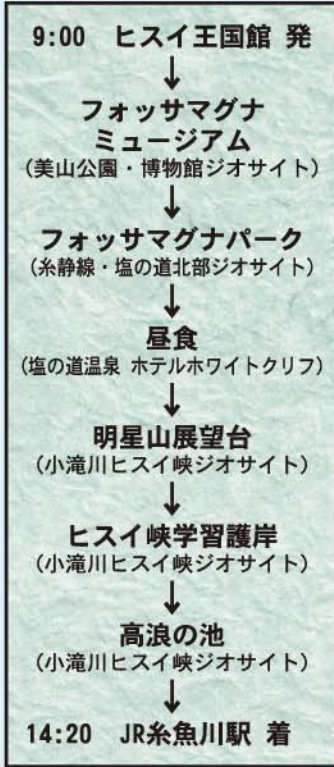 9:00 ヒスイ王国館 発
↓
フォッサマグナ
ミュージアム
(美山公園・博物館ジオサイト)
↓
フォッサマグナパーク
(糸静線・塩の道北部ジオサイト)
↓
昼食
(塩の道温泉 ホテルホワイトクリフ)
↓
明星山展望台
(小滝川ヒスイ峡ジオサイト)
↓
ヒスイ峡学習護岸
(小滝川ヒスイ峡ジオサイト)
↓
高浪の池
(小滝川ヒスイ峡ジオサイト)
↓
14:20 JR糸魚川駅 着